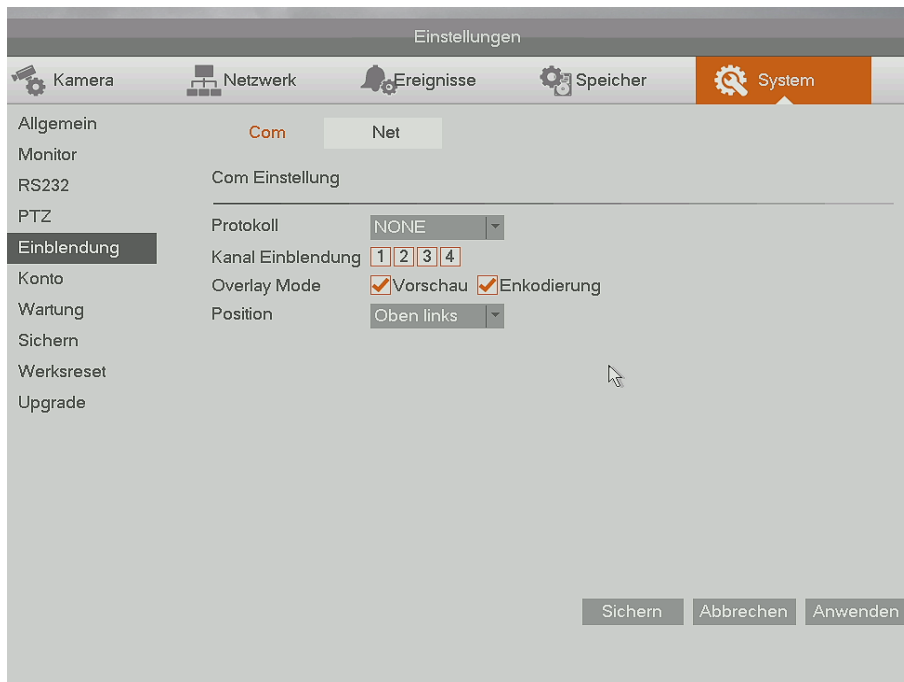 Einstellungen
Kamera Netzwerk Ereignisse Speicher System
Allgemein
Monitor
RS232
PTZ
Einblendung
Konto
Wartung
Sichern
Werksreset
Upgrade
Com Net
Com Einstellung
Protokoll NONE
Kanal Einblendung 1 2 3 4
Overlay Mode Vorschau Enkodierung
Position Oben links
Sichern Abbrechen Anwenden